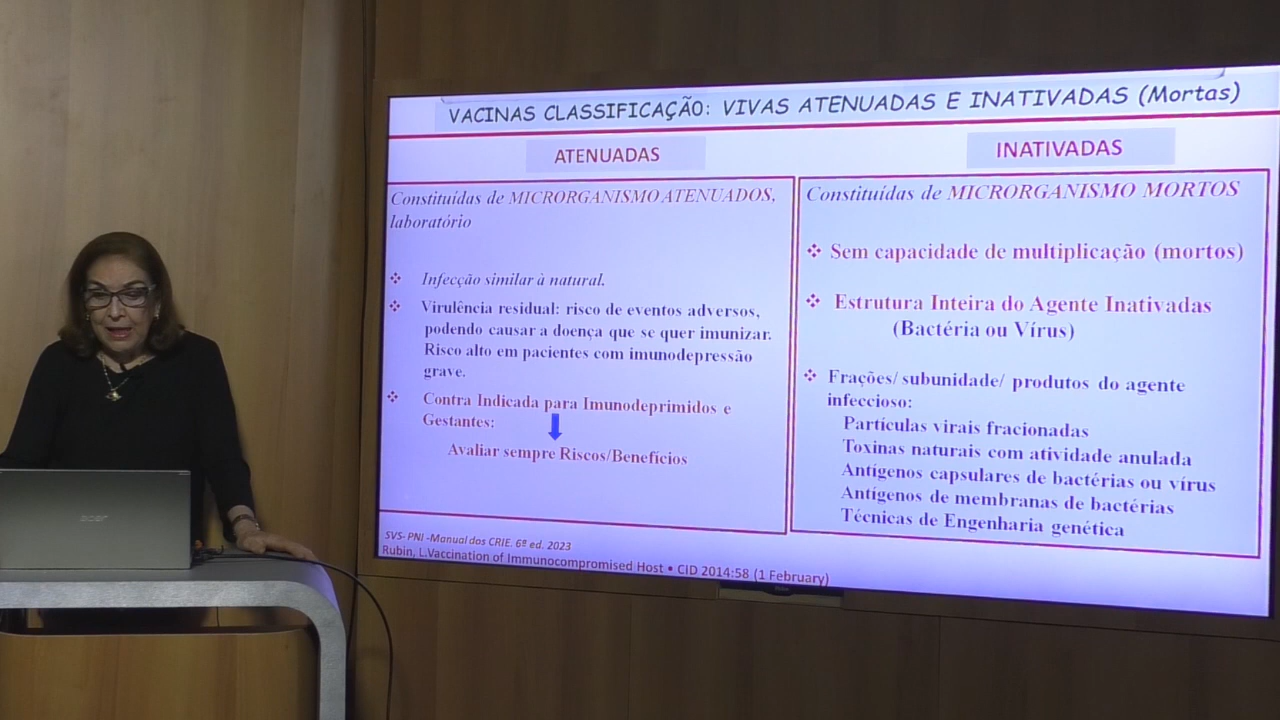 VACINAS CLASSIFICAÇÃO: VIVAS ATENUADAS E INATIVADAS (Mortas)
ATENUADAS
Constituídas de MICRORGANISMO ATENUADOS,
laboratório
❖ Infecção similar à natural.
❖ Virulência residual: risco de eventos adversos,
podendo causar a doença que se quer imunizar.
Risco alto em pacientes com imunodepressão
grave.
❖ Contra Indicada para Imunodeprimidos e
Gestantes:
Avaliar sempre Riscos/Benefícios
INATIVADAS
Constituídas de MICRORGANISMO MORTOS
❖ Sem capacidade de multiplicação (mortos)
❖ Estrutura Inteira do Agente Inativadas
(Bactéria ou Vírus)
❖ Frações/ subunidade/ produtos do agente
infeccioso:
Partículas virais fracionadas
Toxinas naturais com atividade anulada
Antígenos capsulares de bactérias ou vírus
Antígenos de membranas de bactérias
Técnicas de Engenharia genética
SVS- PNI -Manual dos CRIE. 6ª ed. 2023
Rubin, L.Vaccination of Immunocompromised Host • CID 2014:58 (1 February)
acer